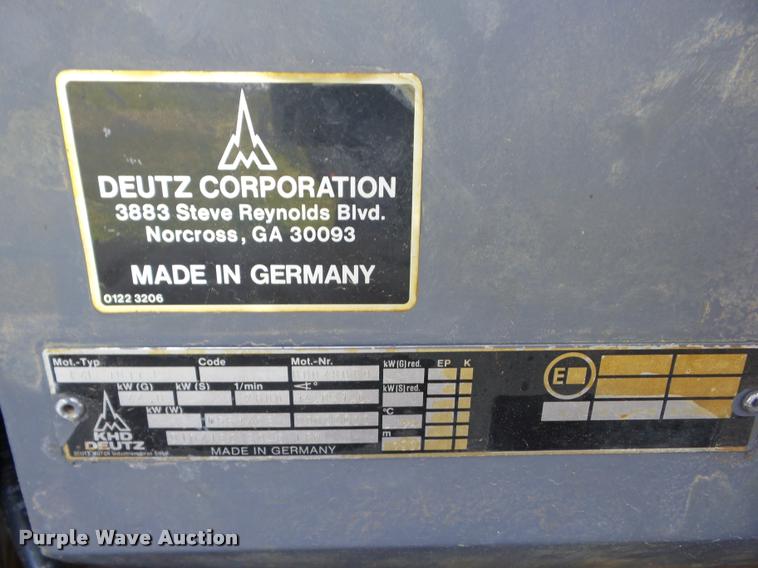 DEUTZ CORPORATION
3883 Steve Reynolds Blvd.
Norcross, GA 30093
MADE IN GERMANY
0122 3206
Mot.-Typ Code Mot.-Nr. kW(G)red. EP K
kW (G) kW (S) 1/min ∢° kW(S)red.
kW (W) °C
m
KHD
DEUTZ
MADE IN GERMANY
E
Purple Wave Auction